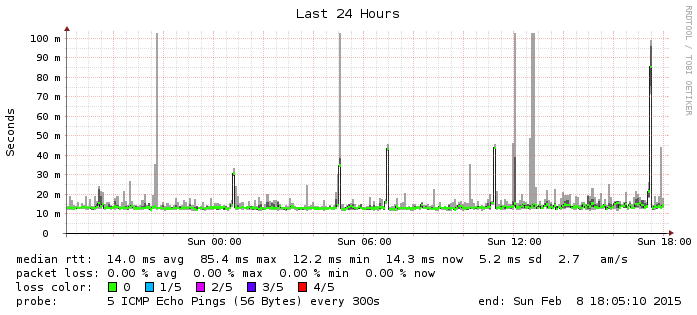 Last 24 Hours
RRDTOOL / TOBI OETIKER
Seconds
100 m
90 m
80 m
70 m
60 m
50 m
40 m
30 m
20 m
10 m
0
Sun 00:00 Sun 06:00 Sun 12:00 Sun 18:00
median rtt: 14.0 ms avg 85.4 ms max 12.2 ms min 14.3 ms now 5.2 ms sd 2.7 am/s
packet loss: 0.00 % avg 0.00 % max 0.00 % min 0.00 % now
loss color: 0 1/5 2/5 3/5 4/5
probe: 5 ICMP Echo Pings (56 Bytes) every 300s end: Sun Feb 8 18:05:10 2015